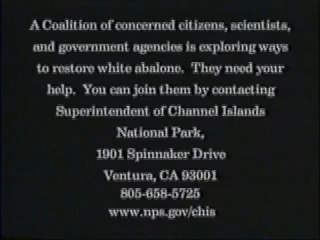 A Coalition of concerned citizens, scientists,
and government agencies is exploring ways
to restore white abalone. They need your
help. You can join them by contacting
Superintendent of Channel Islands
National Park,
1901 Spinnaker Drive
Ventura, CA 93001
805-658-5725
www.nps.gov/chis